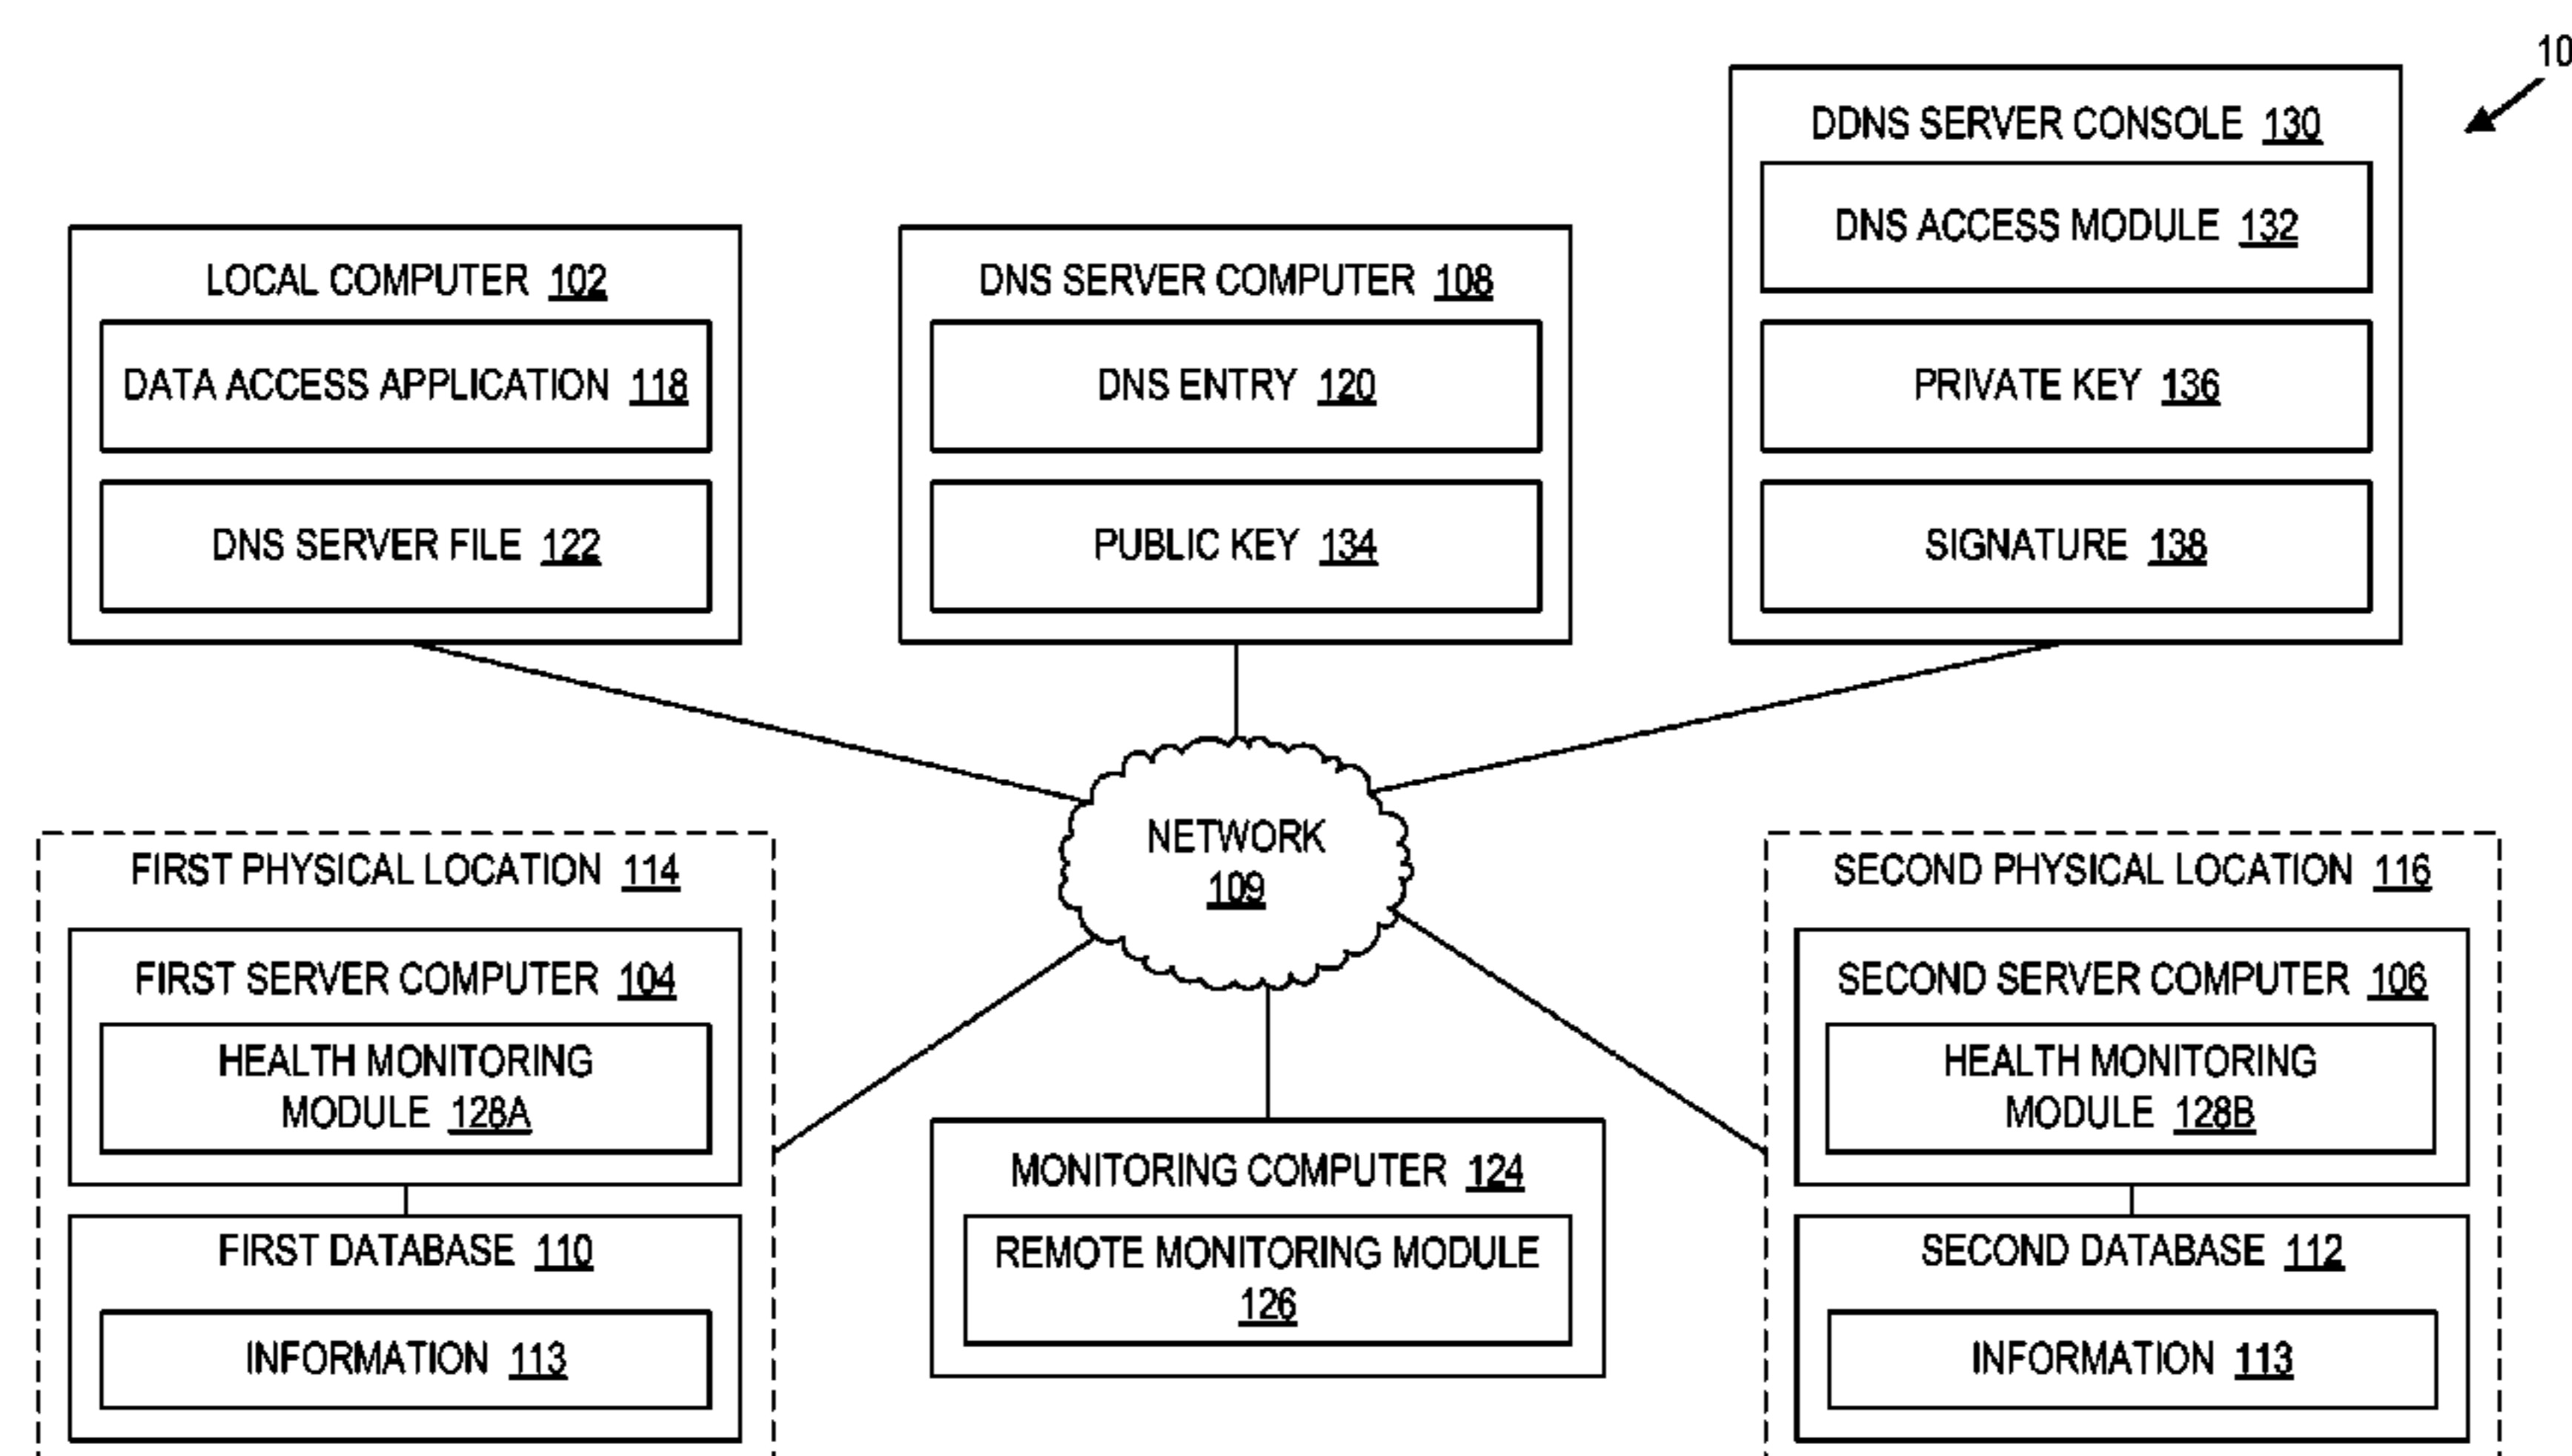 10
DDNS SERVER CONSOLE 130
DNS ACCESS MODULE 132
PRIVATE KEY 136
SIGNATURE 138
LOCAL COMPUTER 102
DATA ACCESS APPLICATION 118
DNS SERVER FILE 122
DNS SERVER COMPUTER 108
DNS ENTRY 120
PUBLIC KEY 134
NETWORK
109
FIRST PHYSICAL LOCATION 114
FIRST SERVER COMPUTER 104
HEALTH MONITORING
MODULE 128A
FIRST DATABASE 110
INFORMATION 113
MONITORING COMPUTER 124
REMOTE MONITORING MODULE
126
SECOND PHYSICAL LOCATION 116
SECOND SERVER COMPUTER 106
HEALTH MONITORING
MODULE 128B
SECOND DATABASE 112
INFORMATION 113